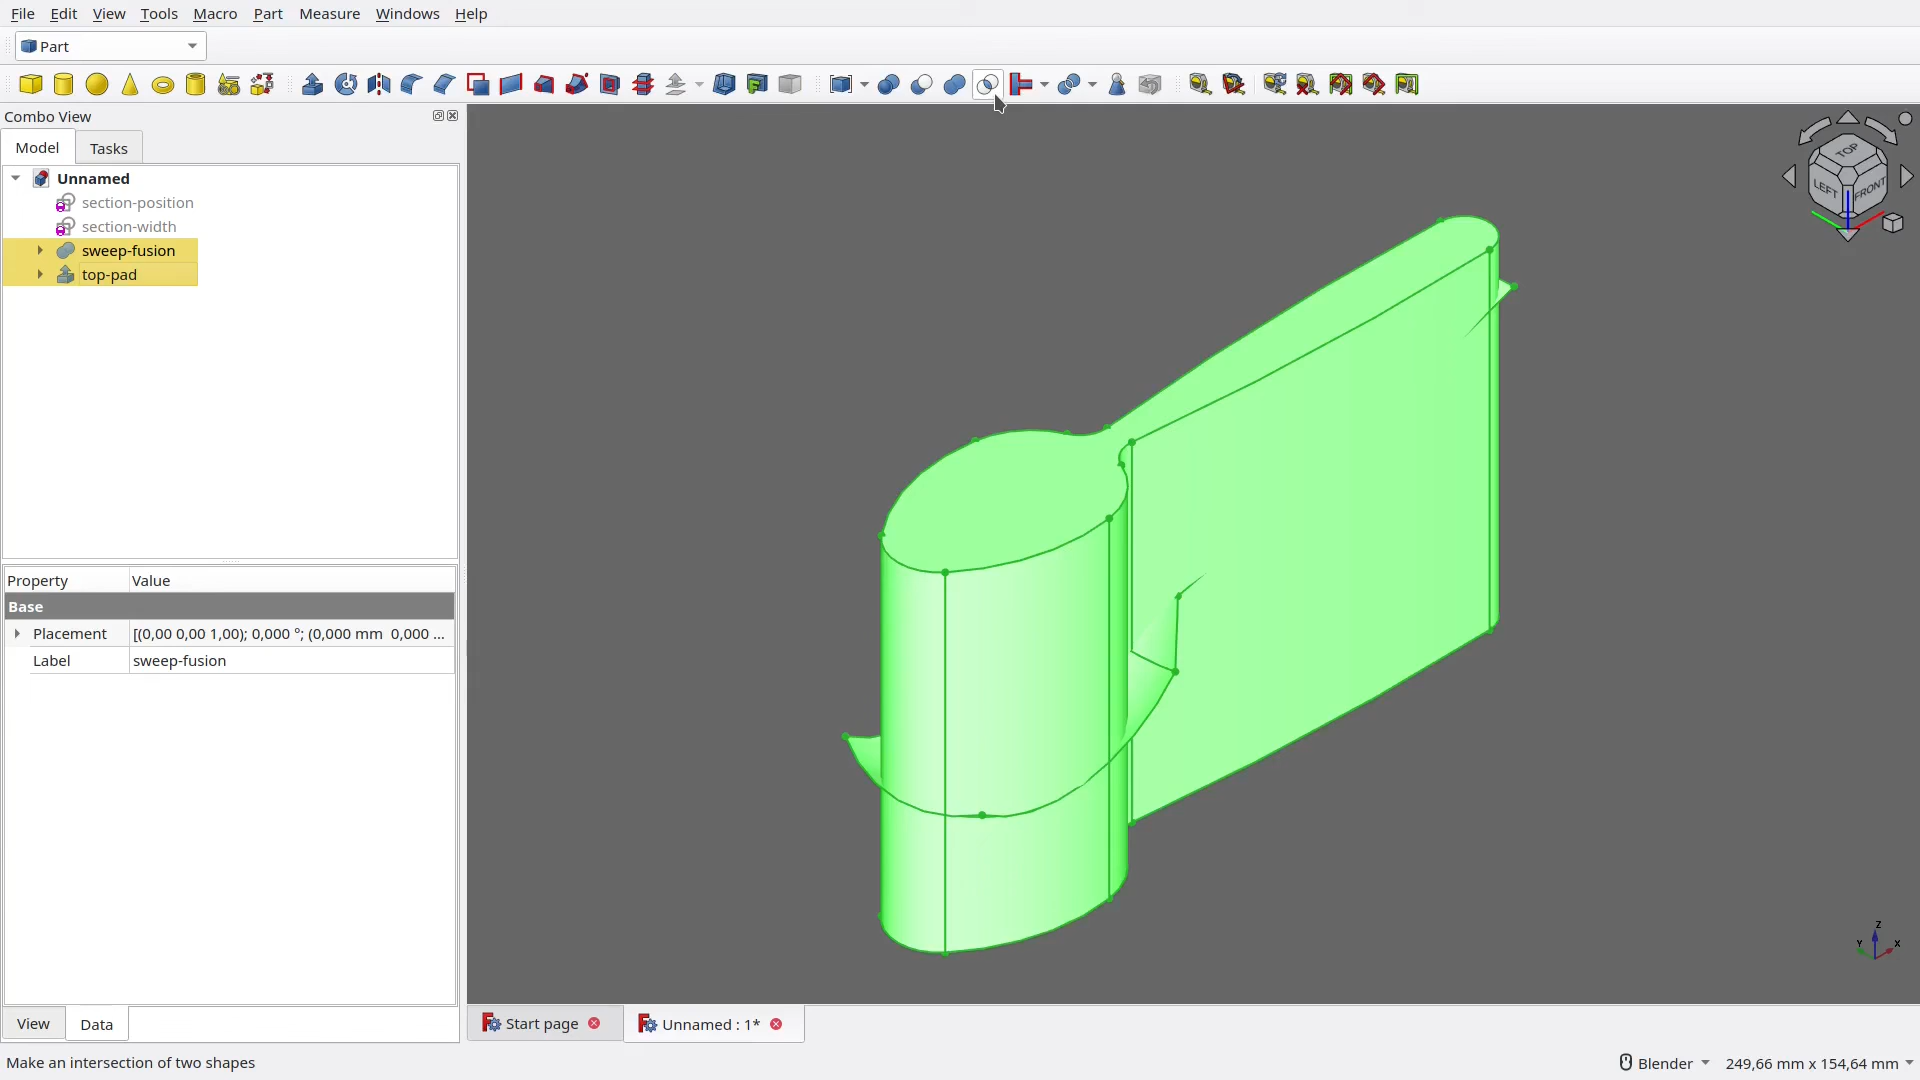 File Edit View Tools Macro Part Measure Windows Help
Part
Combo View
Model Tasks
Unnamed
section-position
section-width
sweep-fusion
top-pad
TOP
LEFT FRONT
Property Value
Base
Placement [(0,00 0,00 1,00); 0,000 °; (0,000 mm 0,000 ...
Label sweep-fusion
Z
Y X
View Data
Start page Unnamed : 1*
Make an intersection of two shapes Blender 249,66 mm x 154,64 mm